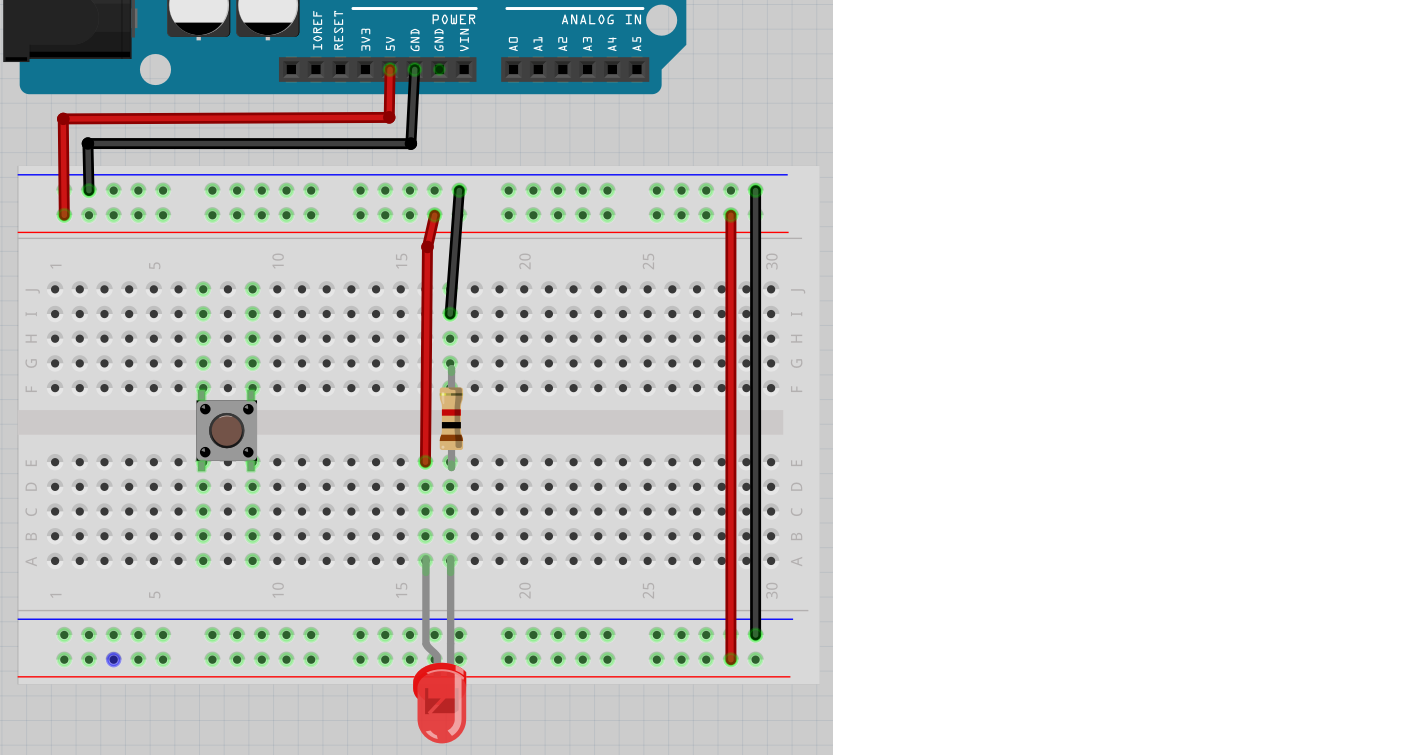 POWER
ANALOG IN
IOREF
RESET
3V3
5V
GND
GND
VIN
A0
A1
A2
A3
A4
A5
1 5 10 15 20 25 30
J J
I I
H H
G G
F F
E E
D D
C C
B B
A A
1 5 10 15 20 25 30